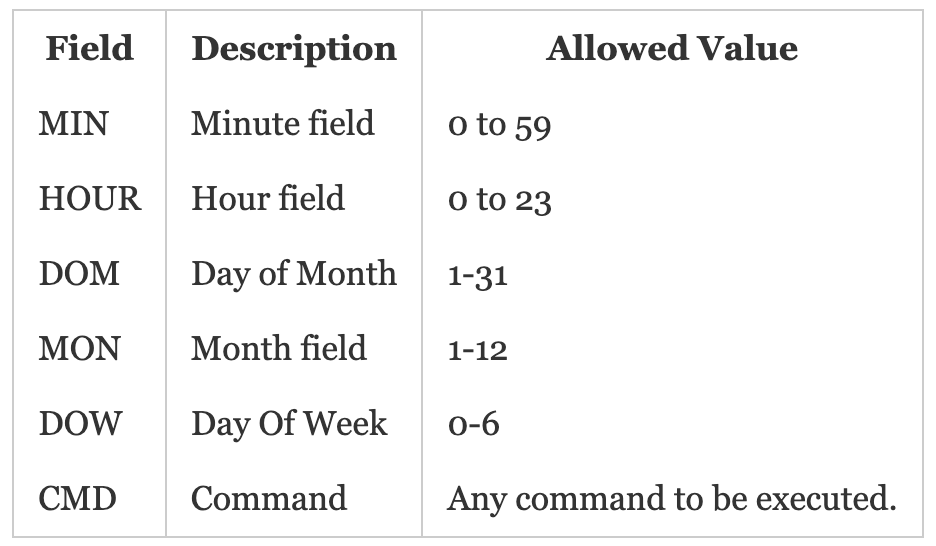 Field Description Allowed Value
MIN Minute field 0 to 59
HOUR Hour field 0 to 23
DOM Day of Month 1-31
MON Month field 1-12
DOW Day Of Week 0-6
CMD Command Any command to be executed.